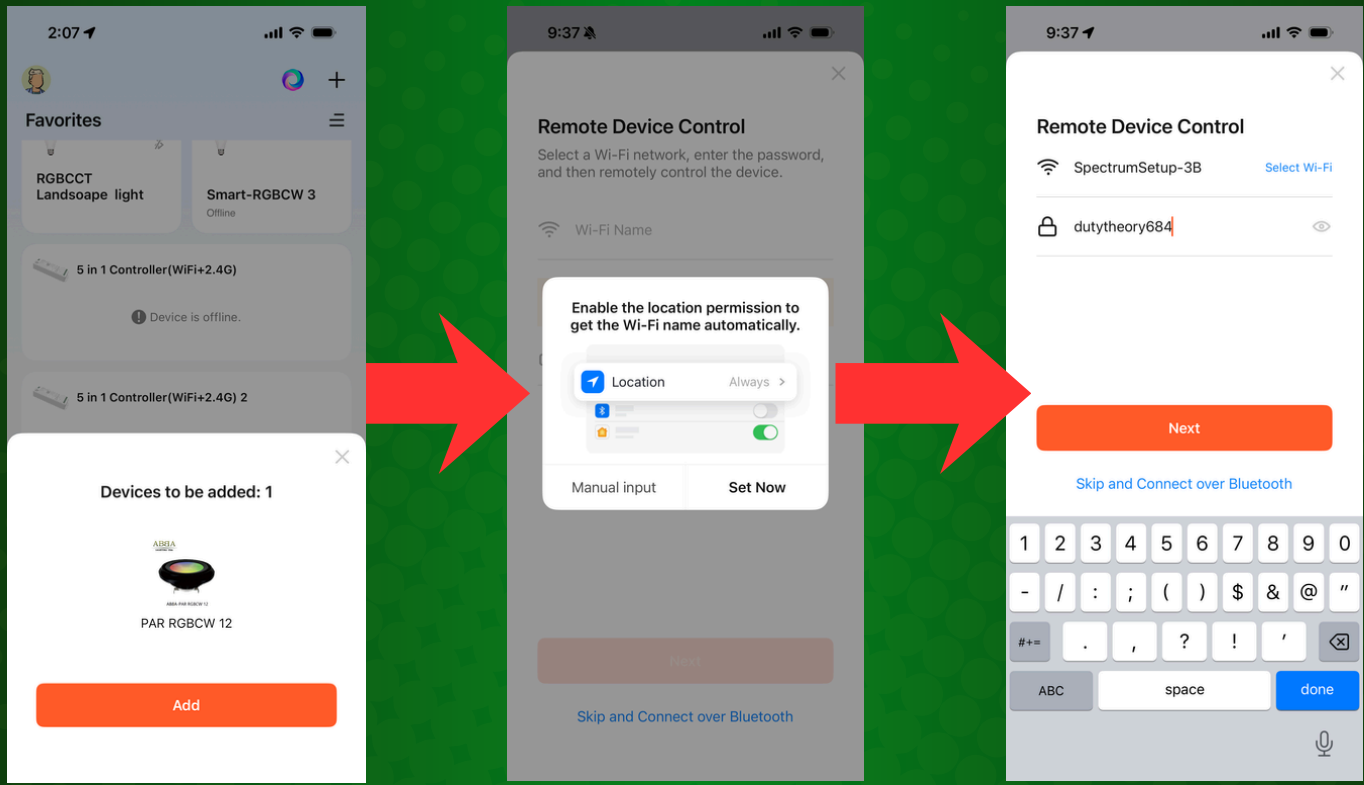 2:07
Favorites
RGBCCT
Landsoape light
Smart-RGBCW 3
Offline
5 in 1 Controller(WiFi+2.4G)
Device is offline.
5 in 1 Controller(WiFi+2.4G) 2
Devices to be added: 1
ABBA
PAR RGBCW 12
Add
9:37
Remote Device Control
Select a Wi-Fi network, enter the password,
and then remotely control the device.
Wi-Fi Name
Enable the location permission to
get the Wi-Fi name automatically.
Location Always >
Manual input Set Now
Next
Skip and Connect over Bluetooth
9:37
Remote Device Control
SpectrumSetup-3B Select Wi-Fi
dutytheory684
Next
Skip and Connect over Bluetooth
1 2 3 4 5 6 7 8 9 0
- / : ; ( ) $ & @ "
#+= . , ? ! '
ABC space done